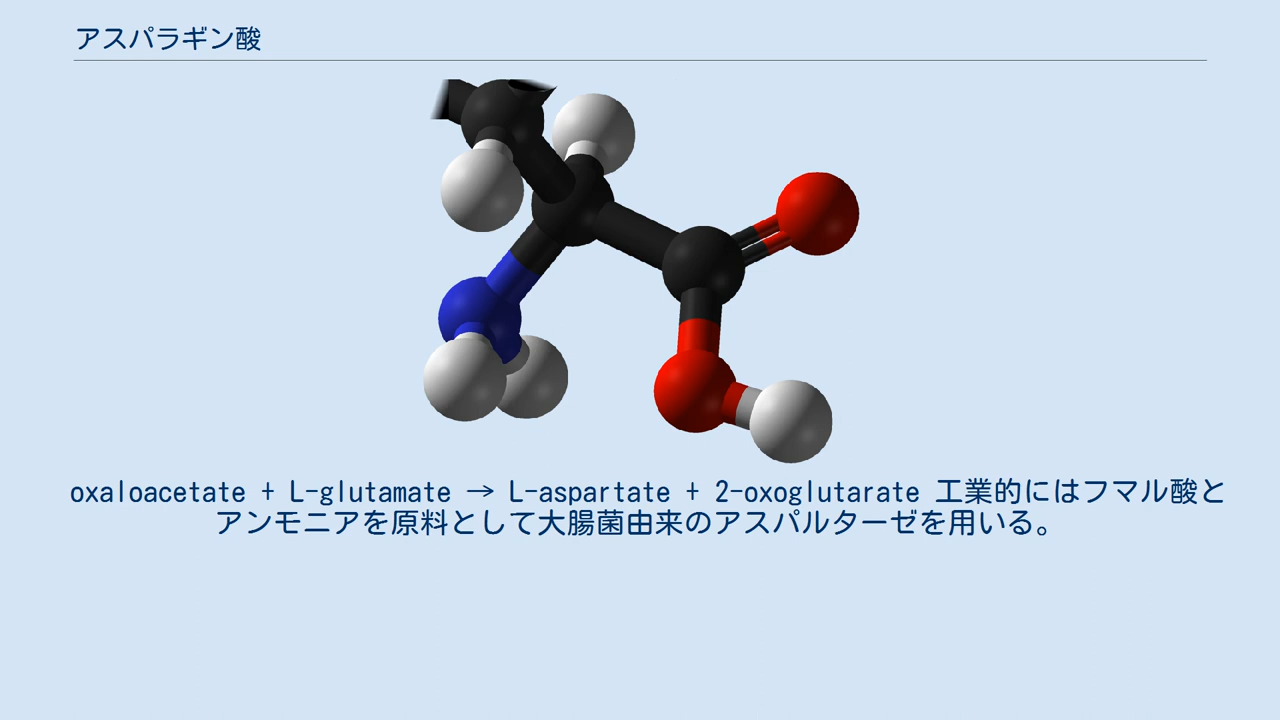 アスパラギン酸
oxaloacetate + L-glutamate → L-aspartate + 2-oxoglutarate 工業的にはフマル酸と
アンモニアを原料として大腸菌由来のアスパルターゼを用いる。